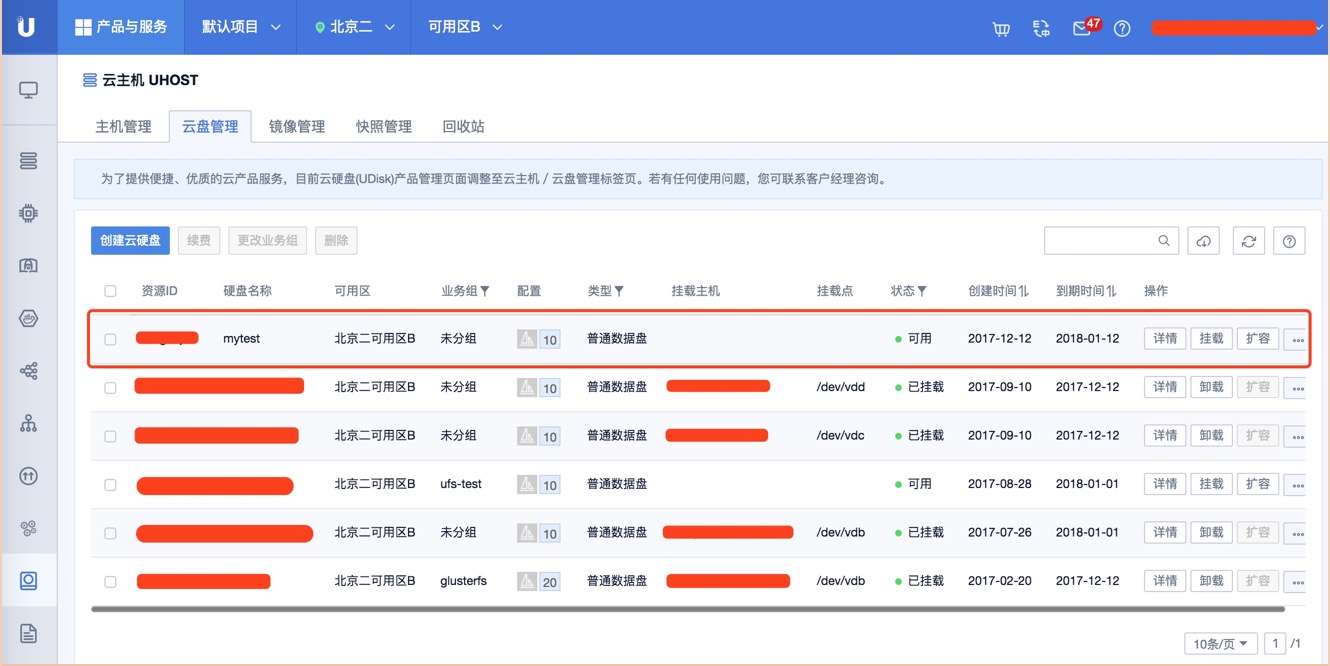 U 产品与服务 默认项目 北京二 可用区B 47
云主机 UHOST
主机管理 云盘管理 镜像管理 快照管理 回收站
为了提供便捷、优质的云产品服务，目前云硬盘(UDisk)产品管理页面调整至云主机 / 云盘管理标签页。若有任何使用问题，您可联系客户经理咨询。
创建云硬盘 续费 更改业务组 删除
资源ID 硬盘名称 可用区 业务组 配置 类型 挂载主机 挂载点 状态 创建时间 到期时间 操作
mytest 北京二可用区B 未分组 10 普通数据盘 可用 2017-12-12 2018-01-12 详情 挂载 扩容 ...
北京二可用区B 未分组 10 普通数据盘 /dev/vdd 已挂载 2017-09-10 2017-12-12 详情 卸载 扩容 ...
北京二可用区B 未分组 10 普通数据盘 /dev/vdc 已挂载 2017-09-10 2017-12-12 详情 卸载 扩容 ...
北京二可用区B ufs-test 10 普通数据盘 可用 2017-08-28 2018-01-01 详情 挂载 扩容 ...
北京二可用区B 未分组 10 普通数据盘 /dev/vdb 已挂载 2017-07-26 2018-01-01 详情 卸载 扩容 ...
北京二可用区B glusterfs 20 普通数据盘 /dev/vdb 已挂载 2017-02-20 2017-12-12 详情 卸载 扩容 ...
10条/页 1 /1